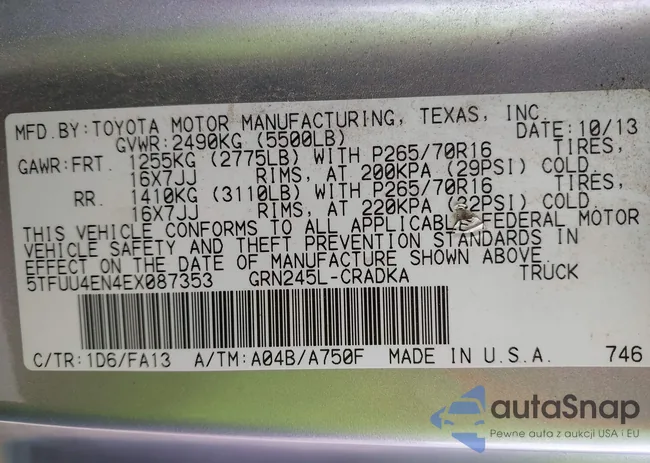 MFD.BY:TOYOTA MOTOR MANUFACTURING, TEXAS, INC.
GVWR:2490KG (5500LB) DATE:10/13
GAWR:FRT. 1255KG (2775LB) WITH P265/70R16 TIRES,
16X7JJ RIMS, AT 200KPA (29PSI) COLD.
RR. 1410KG (3110LB) WITH P265/70R16 TIRES,
16X7JJ RIMS, AT 220KPA (32PSI) COLD.
THIS VEHICLE CONFORMS TO ALL APPLICABLE FEDERAL MOTOR
VEHICLE SAFETY AND THEFT PREVENTION STANDARDS IN
EFFECT ON THE DATE OF MANUFACTURE SHOWN ABOVE.
5TFUU4EN4EX087353 GRN245L-CRADKA TRUCK
C/TR:1D6/FA13 A/TM:A04B/A750F MADE IN U.S.A. 746
autaSnap
Pewne auta z aukcji USA i EU